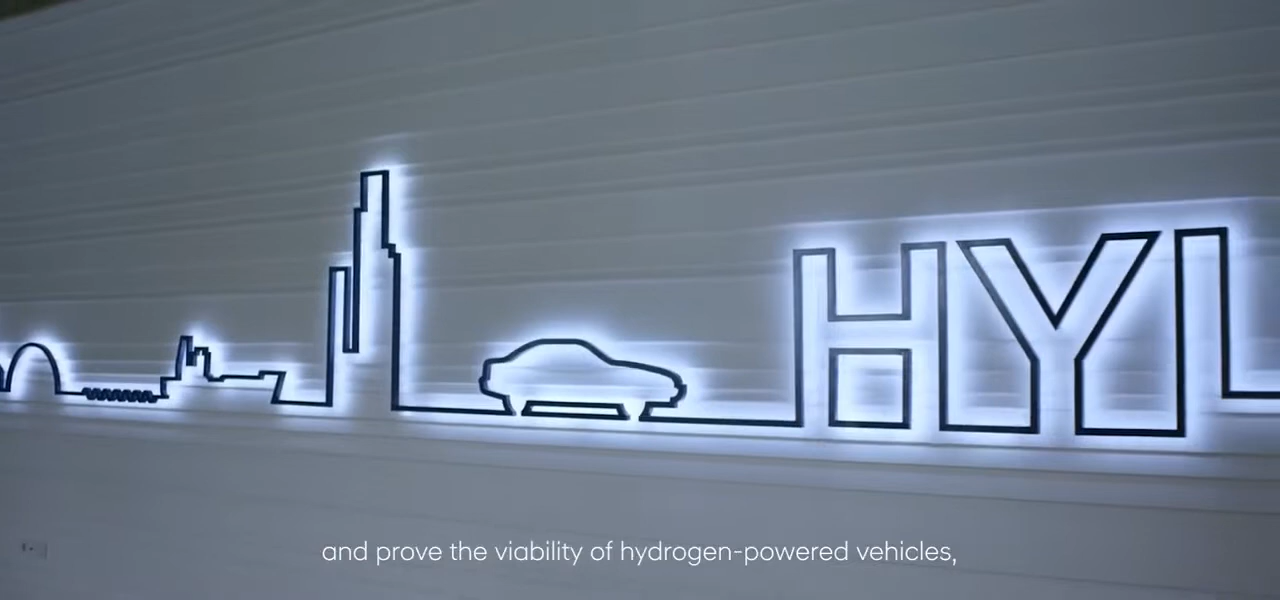 HYL
and prove the viability of hydrogen-powered vehicles,